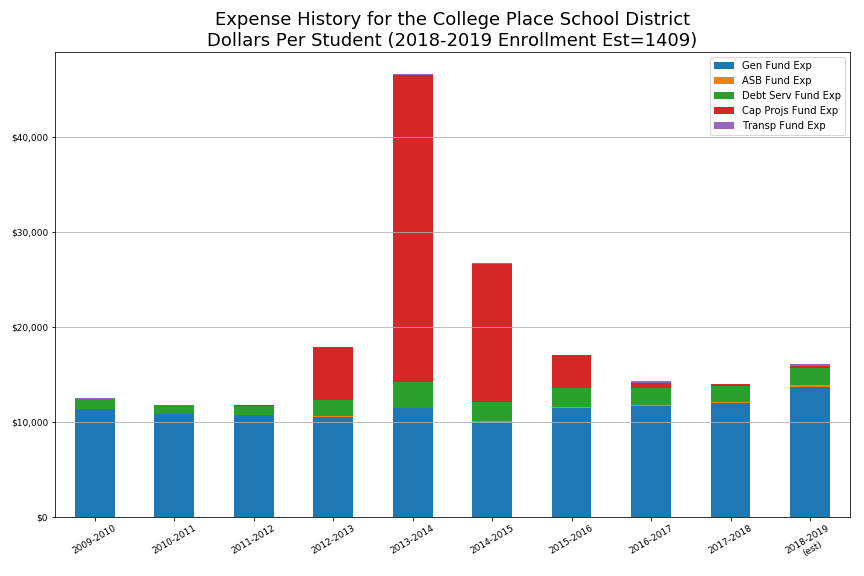 Expense History for the College Place School District
Dollars Per Student (2018-2019 Enrollment Est=1409)
Gen Fund Exp
ASB Fund Exp
Debt Serv Fund Exp
Cap Projs Fund Exp
Transp Fund Exp
$40,000
$30,000
$20,000
$10,000
$0
2009-2010
2010-2011
2011-2012
2012-2013
2013-2014
2014-2015
2015-2016
2016-2017
2017-2018
2018-2019
(est)